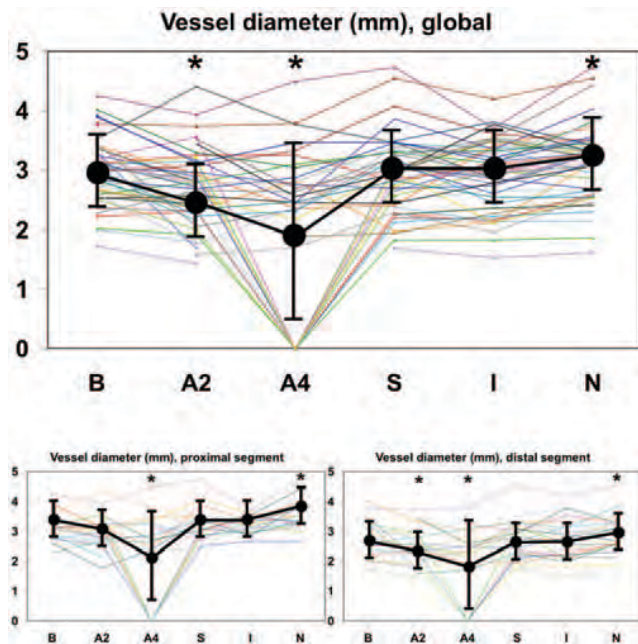 Vessel diameter (mm), global
5
* * *
4
3
2
1
0
B A2 A4 S I N
Vessel diameter (mm), proximal segment
5
* *
4
3
2
1
0
B A2 A4 S I N
Vessel diameter (mm), distal segment
5
* * *
4
3
2
1
0
B A2 A4 S I N